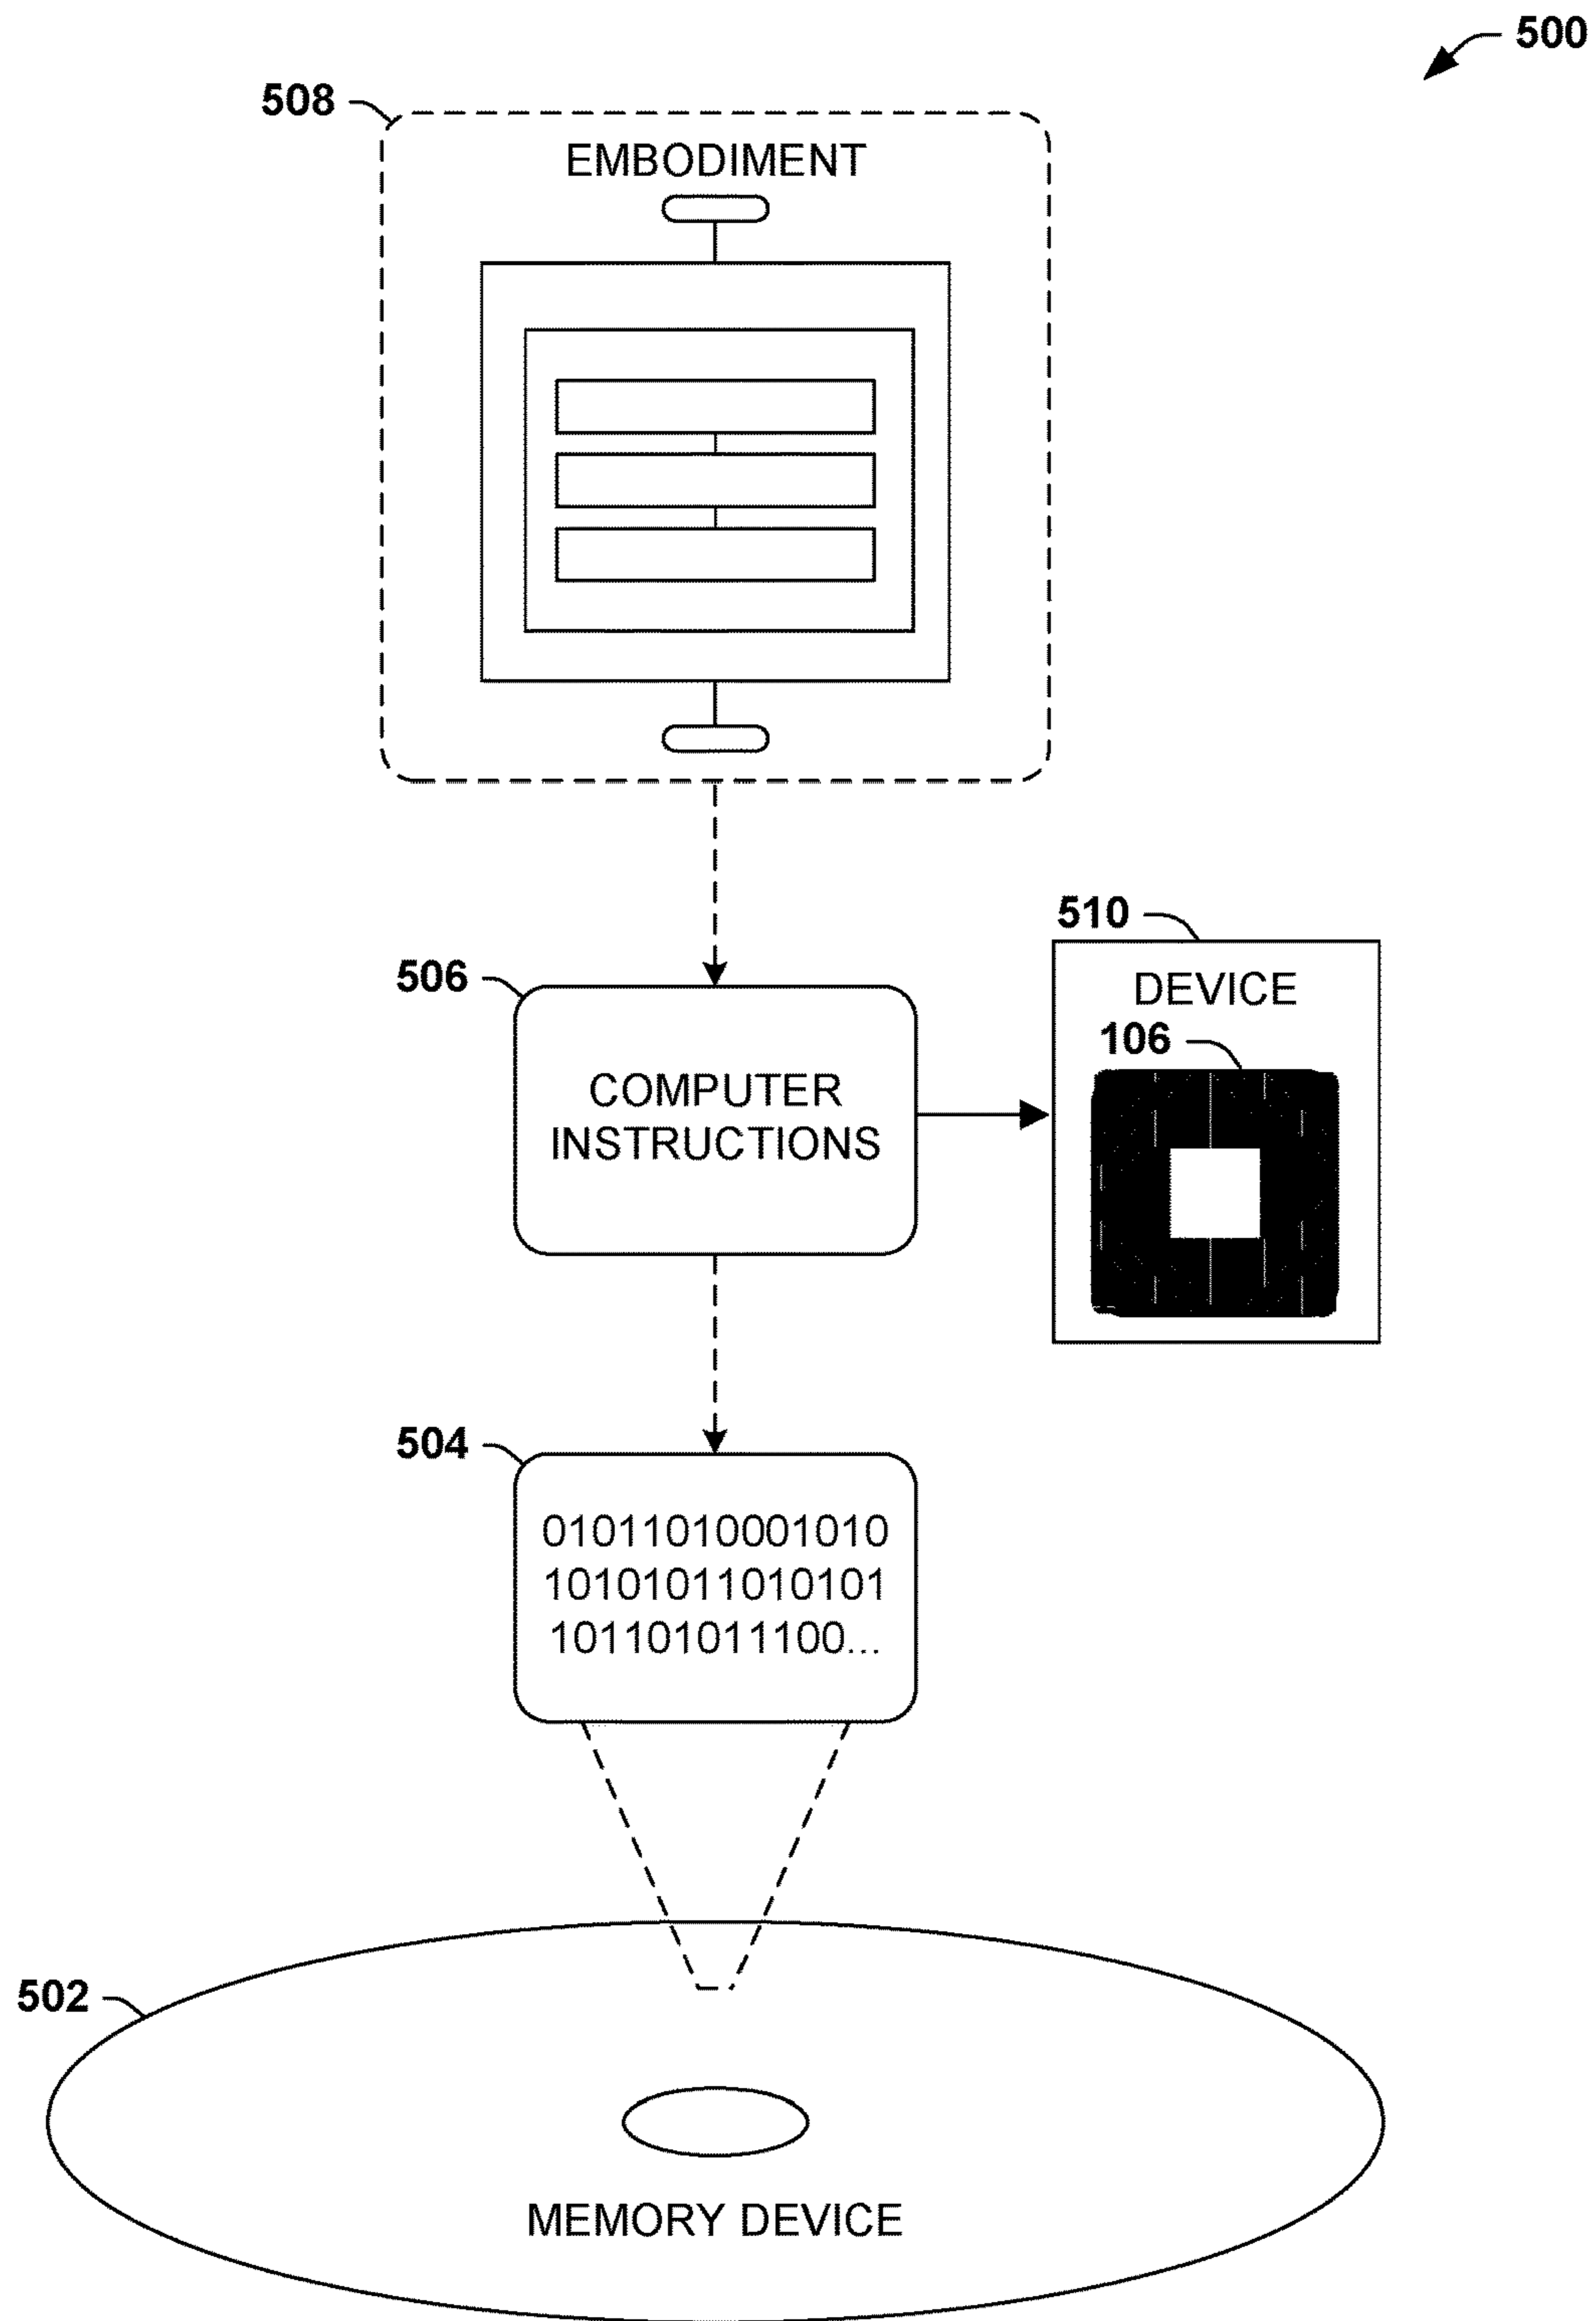 500
508
EMBODIMENT
510
506
DEVICE
106
COMPUTER
INSTRUCTIONS
504
01011010001010
10101011010101
101101011100...
502
MEMORY DEVICE